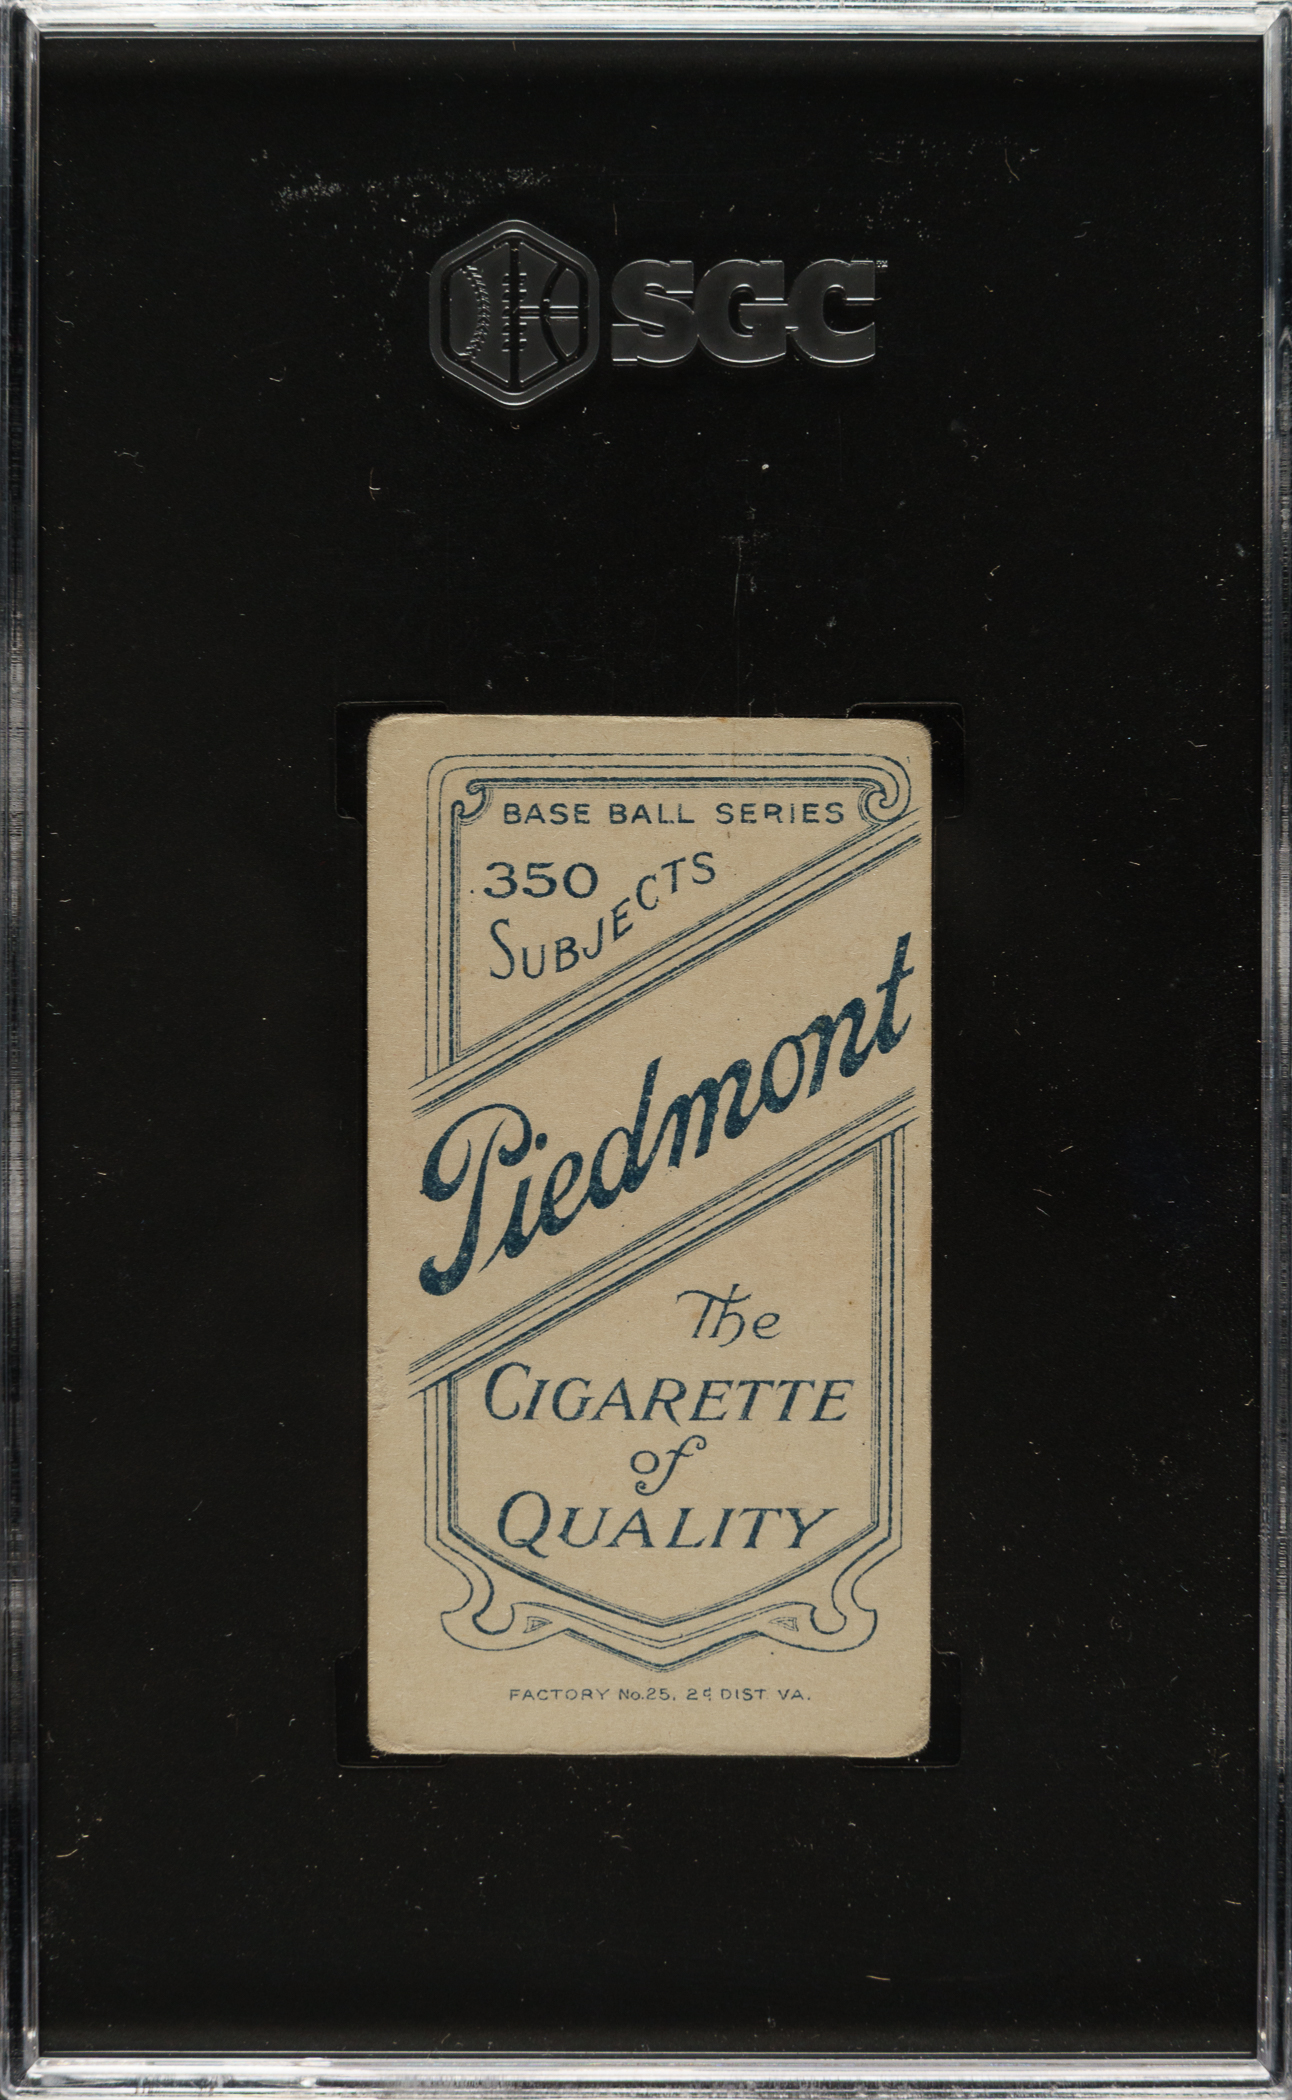 SGC
BASE BALL SERIES
350
SUBJECTS
Piedmont
The
CIGARETTE
of
QUALITY
FACTORY No.25, 2d DIST. VA.